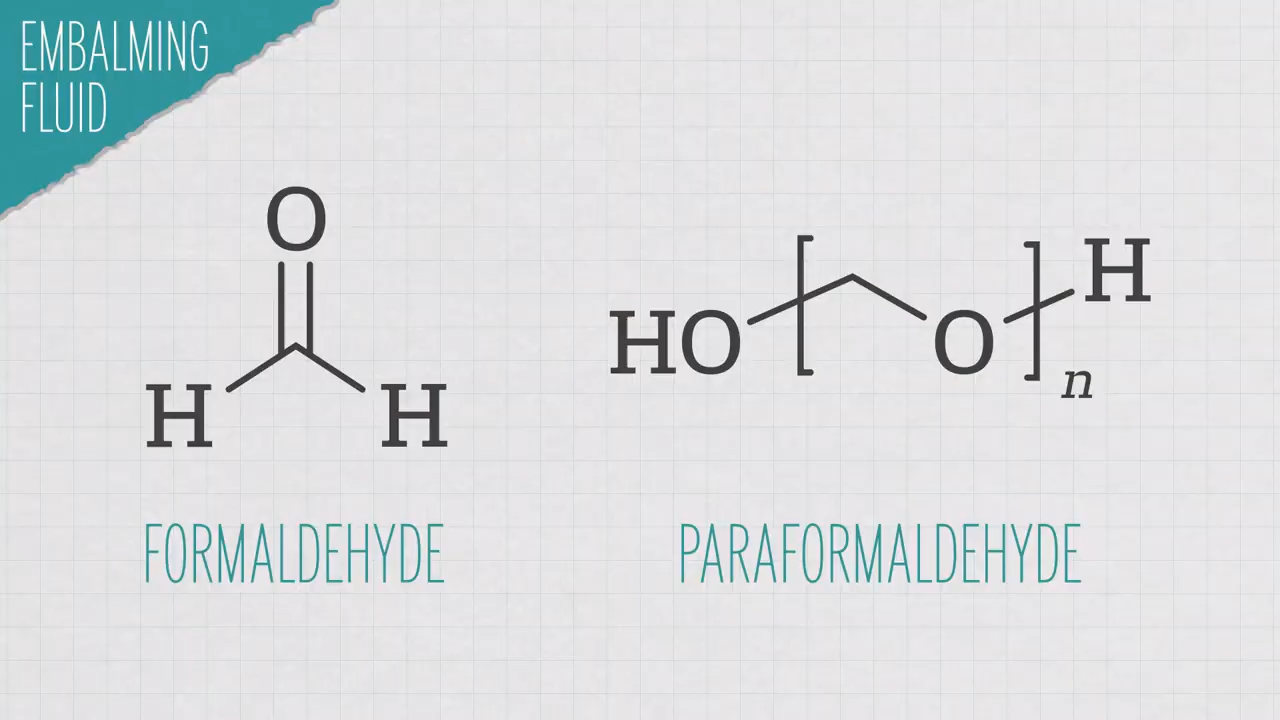 EMBALMING
FLUID
O
H
H
HO
O
H
n
FORMALDEHYDE
PARAFORMALDEHYDE